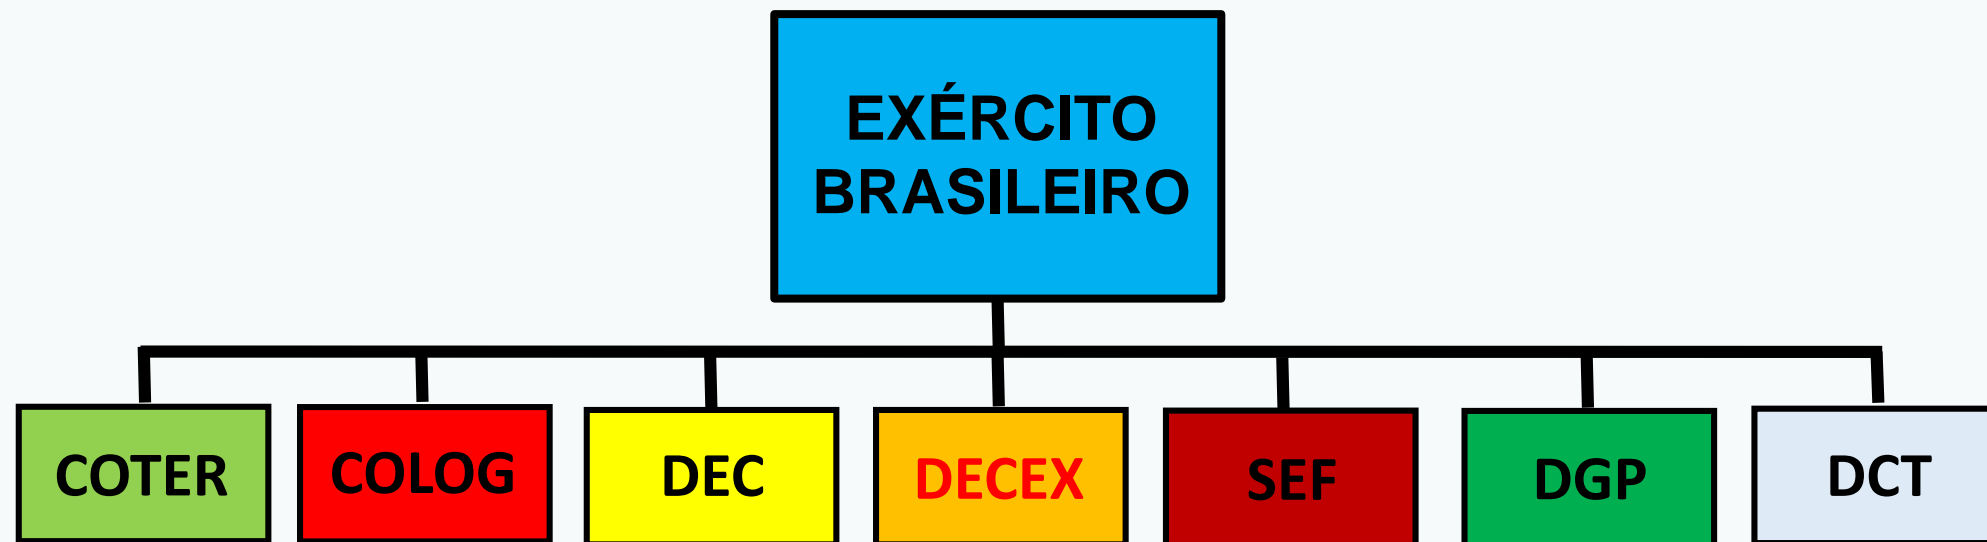 EXÉRCITO
BRASILEIRO
COTER
COLOG
DEC
DECEX
SEF
DGP
DCT